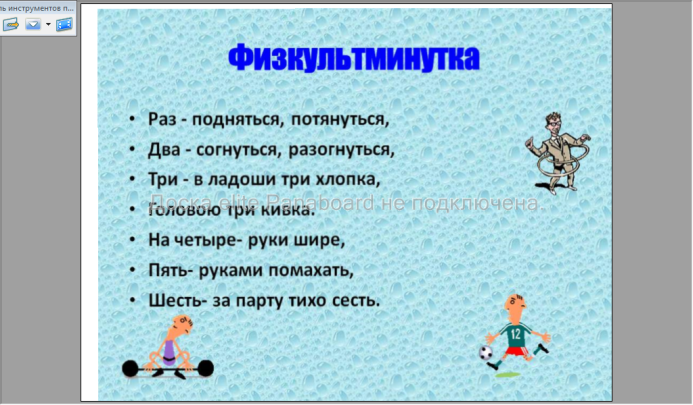 ль инструментов п...
Физкультминутка
• Раз - подняться, потянуться,
• Два - согнуться, разогнуться,
• Три - в ладоши три хлопка,
Доска elite Panaboard не подключена.
• Головою три кивка.
• На четыре- руки шире,
• Пять- руками помахать,
• Шесть- за парту тихо сесть.
12